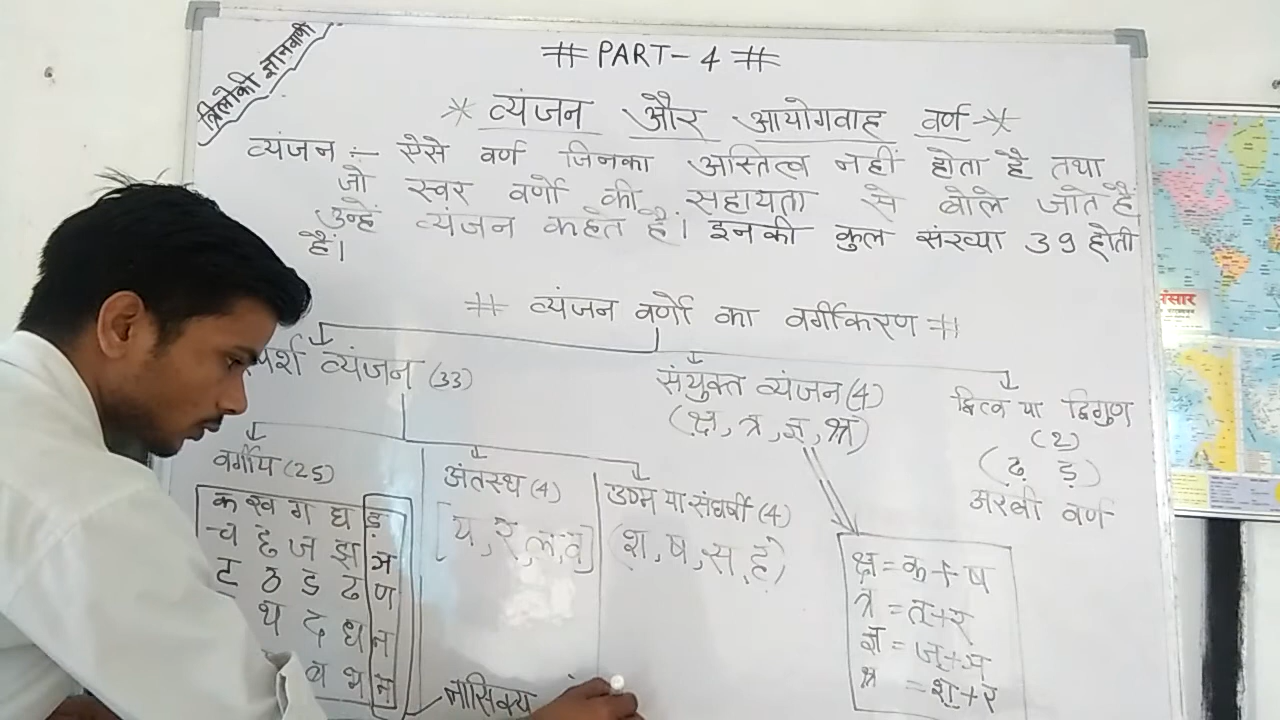 त्रिलोकी ज्ञानवाणी
# PART-4 #
* व्यंजन और आयोगवाह वर्ण *
व्यंजन :- ऐसे वर्ण जिनका अस्तित्व नहीं होता है तथा
जो स्वर वर्णो की सहायता से बोले जाते हैं
उन्हें व्यंजन कहते है। इनकी कुल संख्या 39 होती
है।
# व्यंजन वर्णो का वर्गीकरण #
पर्श व्यंजन (33)
संयुक्त व्यंजन (4)
(क्ष, त्र, ज्ञ, श्र)
द्वित्व या द्विगुण
(2)
(ढ़ ड़)
अरबी वर्ण
वर्गीय (25)
क ख ग घ ङ
च छ ज झ ञ
ट ठ ड ढ ण
थ द ध न
ब भ
अंतस्थ (4)
[य, र, ल, व]
उष्म या संघर्षी (4)
(श, ष, स, ह)
क्ष = क् + ष
त्र = त् + र
ज्ञ = ज् + ञ
श्र = श् + र
नासिक्य
संसार